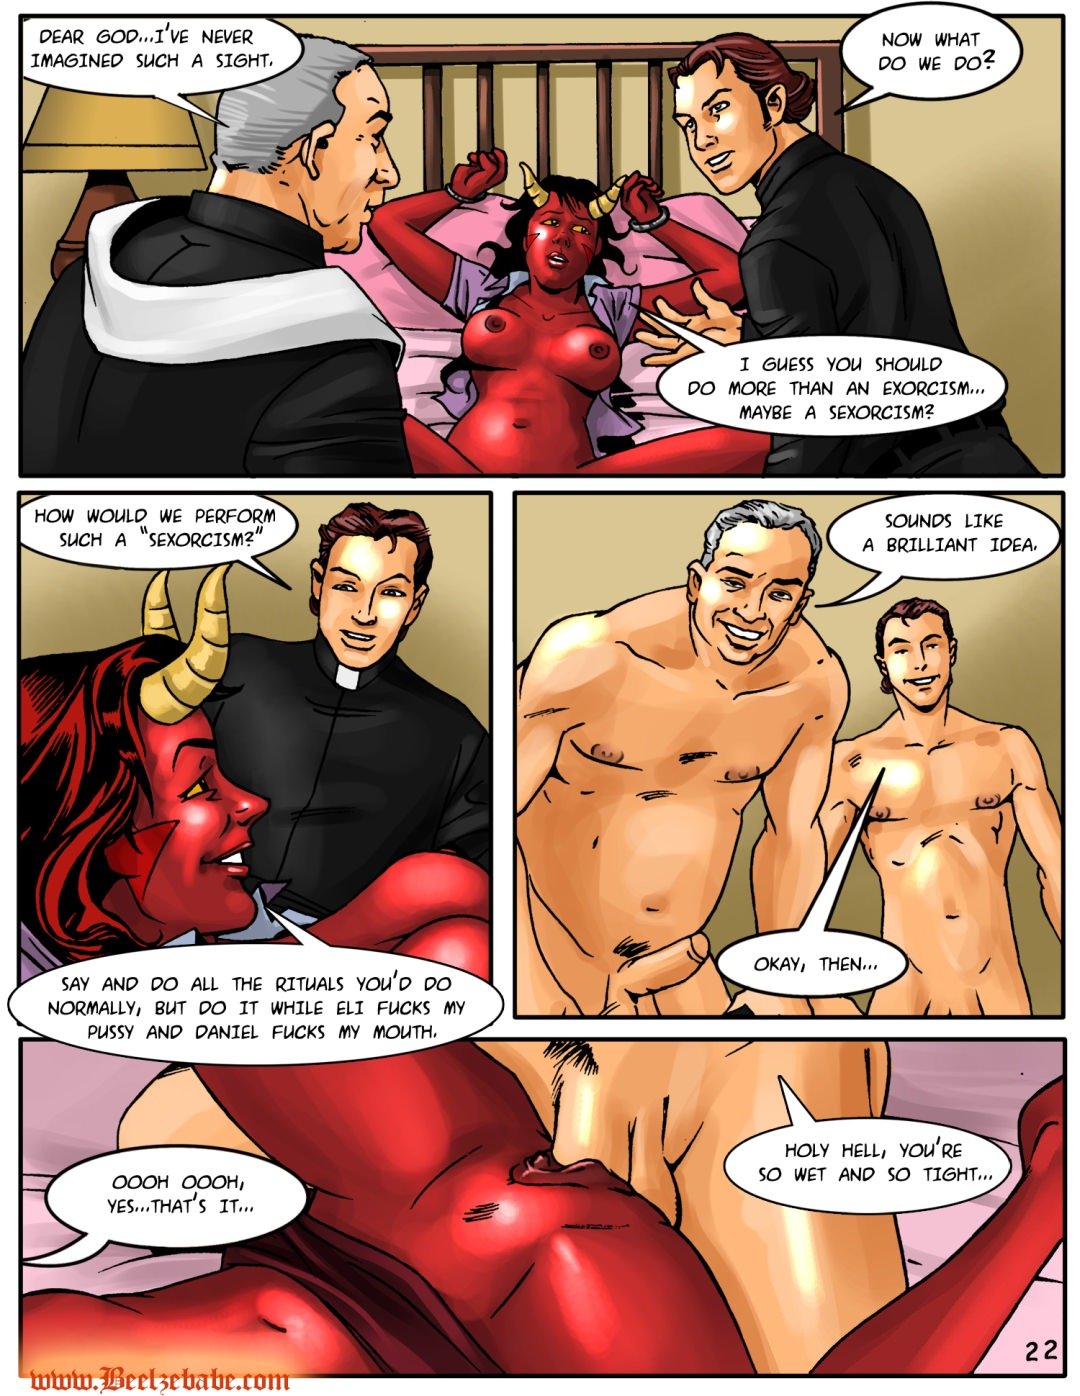 DEAR GOD...I'VE NEVER
IMAGINED SUCH A SIGHT.
NOW WHAT
DO WE DO?
I GUESS YOU SHOULD
DO MORE THAN AN EXORCISM...
MAYBE A SEXORCISM?
HOW WOULD WE PERFORM
SUCH A "SEXORCISM?"
SAY AND DO ALL THE RITUALS YOU'D DO
NORMALLY, BUT DO IT WHILE ELI FUCKS MY
PUSSY AND DANIEL FUCKS MY MOUTH.
SOUNDS LIKE
A BRILLIANT IDEA.
OKAY, THEN...
OOOH OOOH,
YES...THAT'S IT...
HOLY HELL, YOU'RE
SO WET AND SO TIGHT...
22
www.Beelzebabe.com